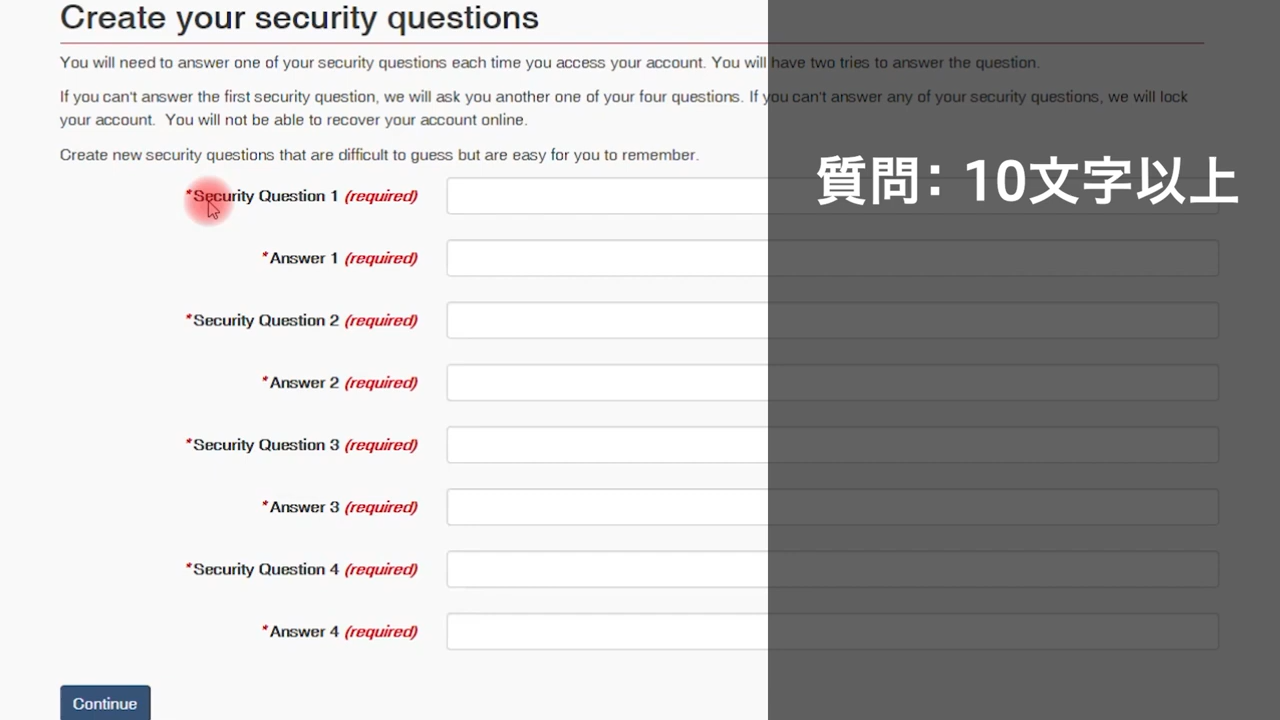 Create your security questions
You will need to answer one of your security questions each time you access your account. You will have two tries to answer the question.
If you can't answer the first security question, we will ask you another one of your four questions. If you can't answer any of your security questions, we will lock
your account. You will not be able to recover your account online.
Create new security questions that are difficult to guess but are easy for you to remember.
質問：10文字以上
*Security Question 1 (required)
*Answer 1 (required)
*Security Question 2 (required)
*Answer 2 (required)
*Security Question 3 (required)
*Answer 3 (required)
*Security Question 4 (required)
*Answer 4 (required)
Continue